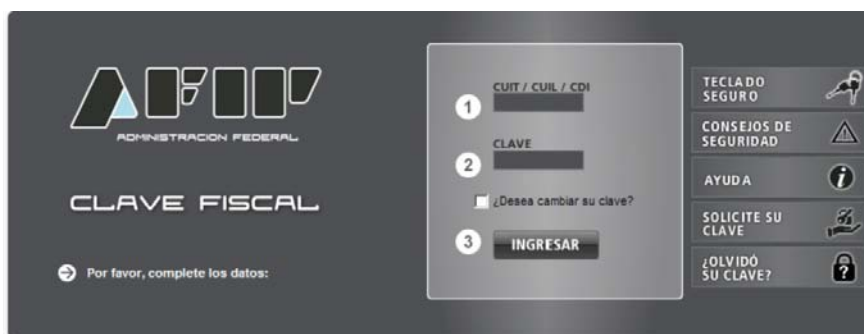 AFIP
ADMINISTRACION FEDERAL
CLAVE FISCAL
Por favor, complete los datos:
CUIT / CUIL / CDI
1
CLAVE
2
¿Desea cambiar su clave?
3
INGRESAR
TECLADO
SEGURO
CONSEJOS DE
SEGURIDAD
AYUDA
SOLICITE SU
CLAVE
¿OLVIDÓ
SU CLAVE?